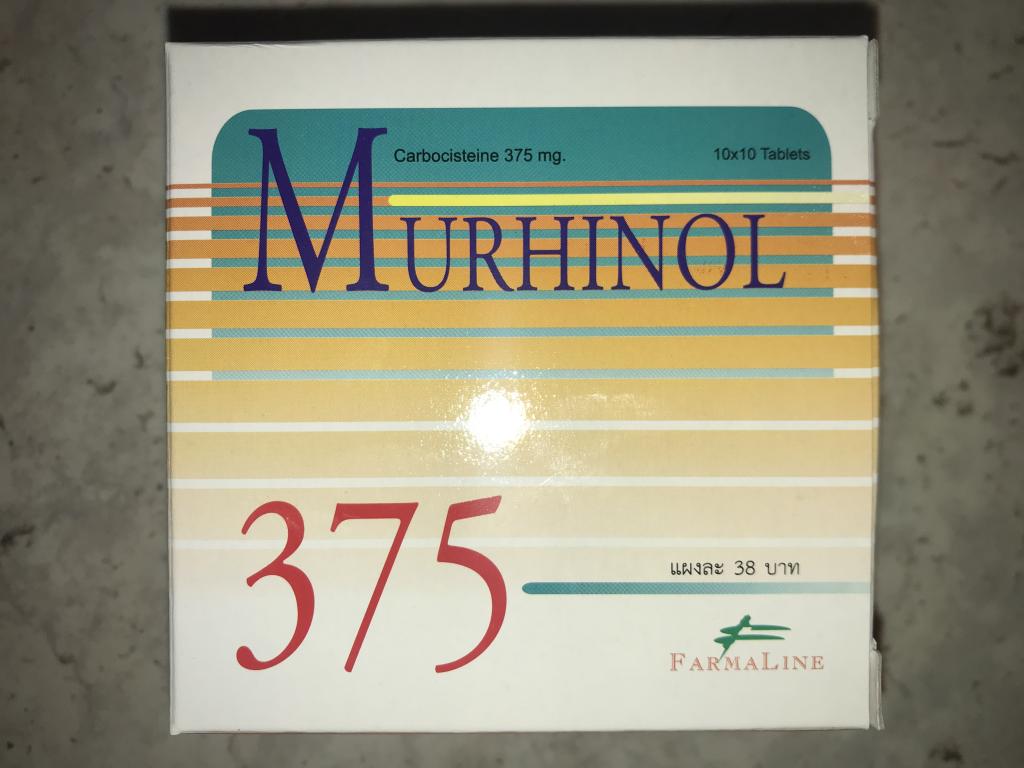 Carbocisteine 375 mg. 10x10 Tablets
MURHINOL
375
แผงละ 38 บาท
FARMALINE